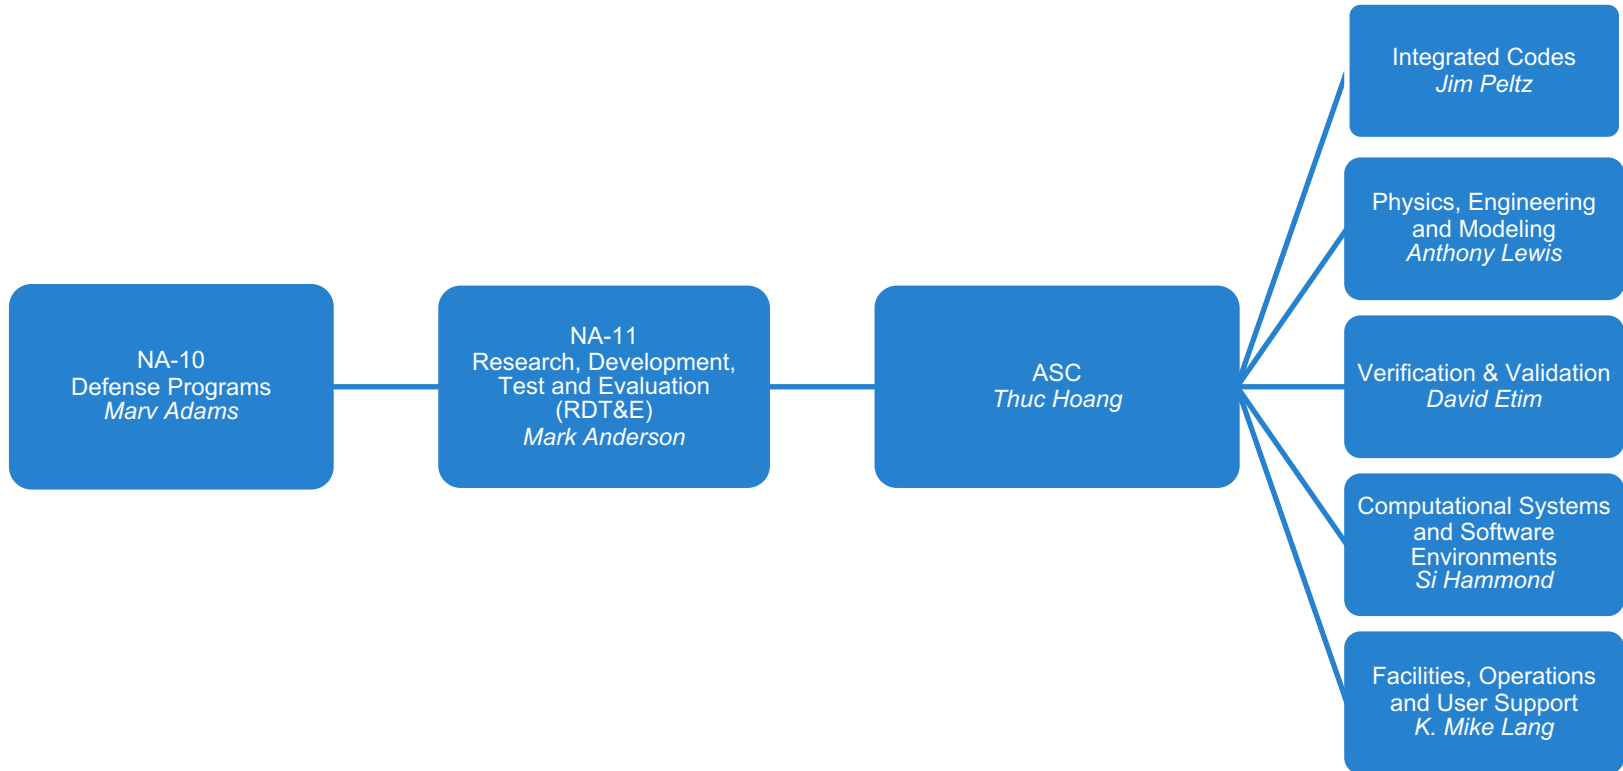 NA-10
Defense Programs
Marv Adams
NA-11
Research, Development,
Test and Evaluation
(RDT&E)
Mark Anderson
ASC
Thuc Hoang
Integrated Codes
Jim Peltz
Physics, Engineering
and Modeling
Anthony Lewis
Verification & Validation
David Etim
Computational Systems
and Software
Environments
Si Hammond
Facilities, Operations
and User Support
K. Mike Lang